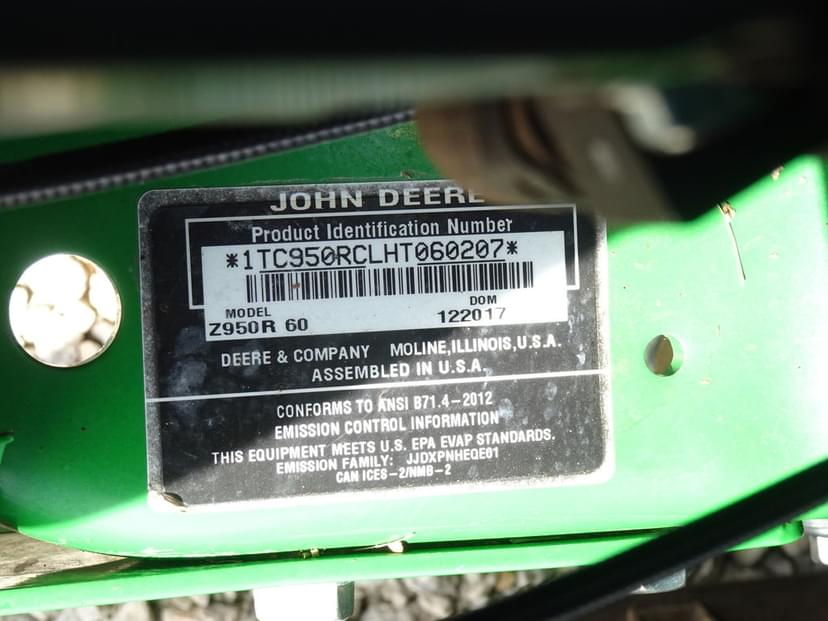 JOHN DEERE
Product Identification Number
*1TC950RCLHT060207*
MODEL DOM
Z950R 60 122017
DEERE & COMPANY MOLINE, ILLINOIS, U.S.A.
ASSEMBLED IN U.S.A.
CONFORMS TO ANSI B71.4-2012
EMISSION CONTROL INFORMATION
THIS EQUIPMENT MEETS U.S. EPA EVAP STANDARDS.
EMISSION FAMILY: JJDXPNHEQE01
CAN ICES-2/NMB-2